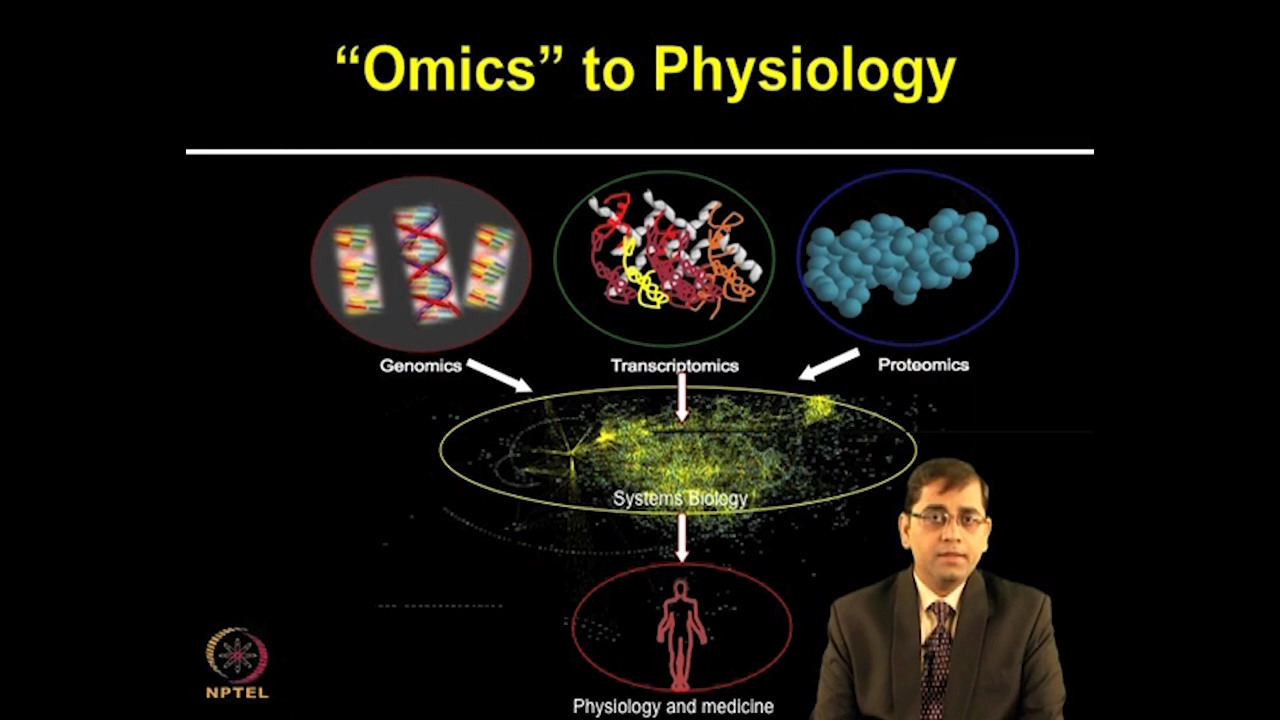 “Omics” to Physiology
Genomics
Transcriptomics
Proteomics
Systems Biology
NPTEL
Physiology and medicine